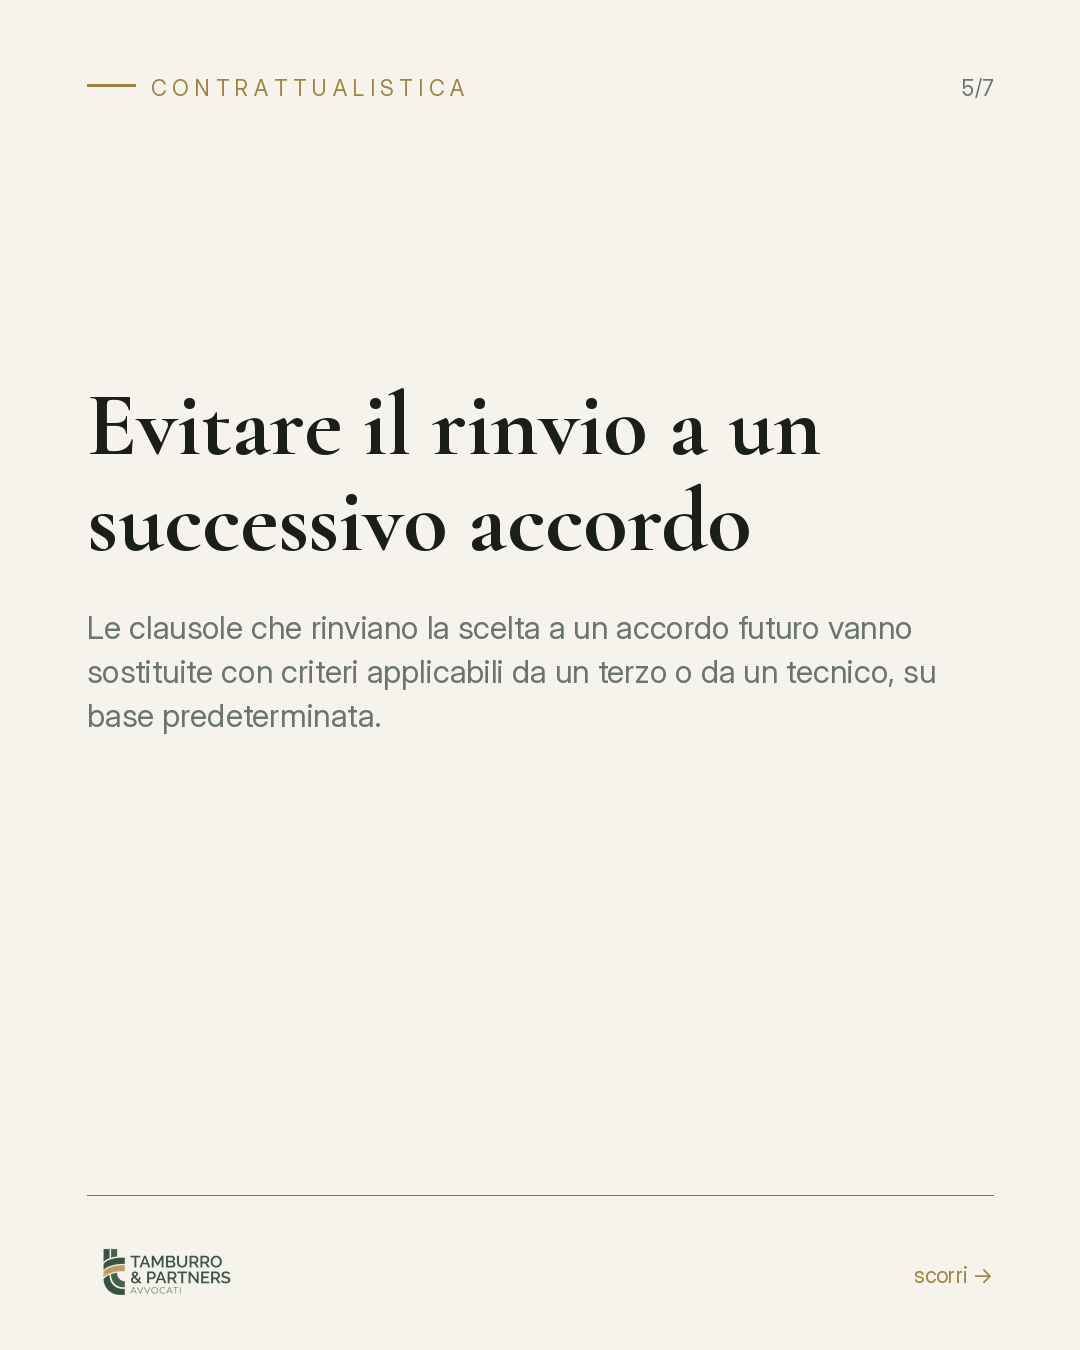 CONTRATTUALISTICA
5/7
Evitare il rinvio a un
successivo accordo
Le clausole che rinviano la scelta a un accordo futuro vanno
sostituite con criteri applicabili da un terzo o da un tecnico, su
base predeterminata.
TAMBURRO
& PARTNERS
AVVOCATI
scorri →